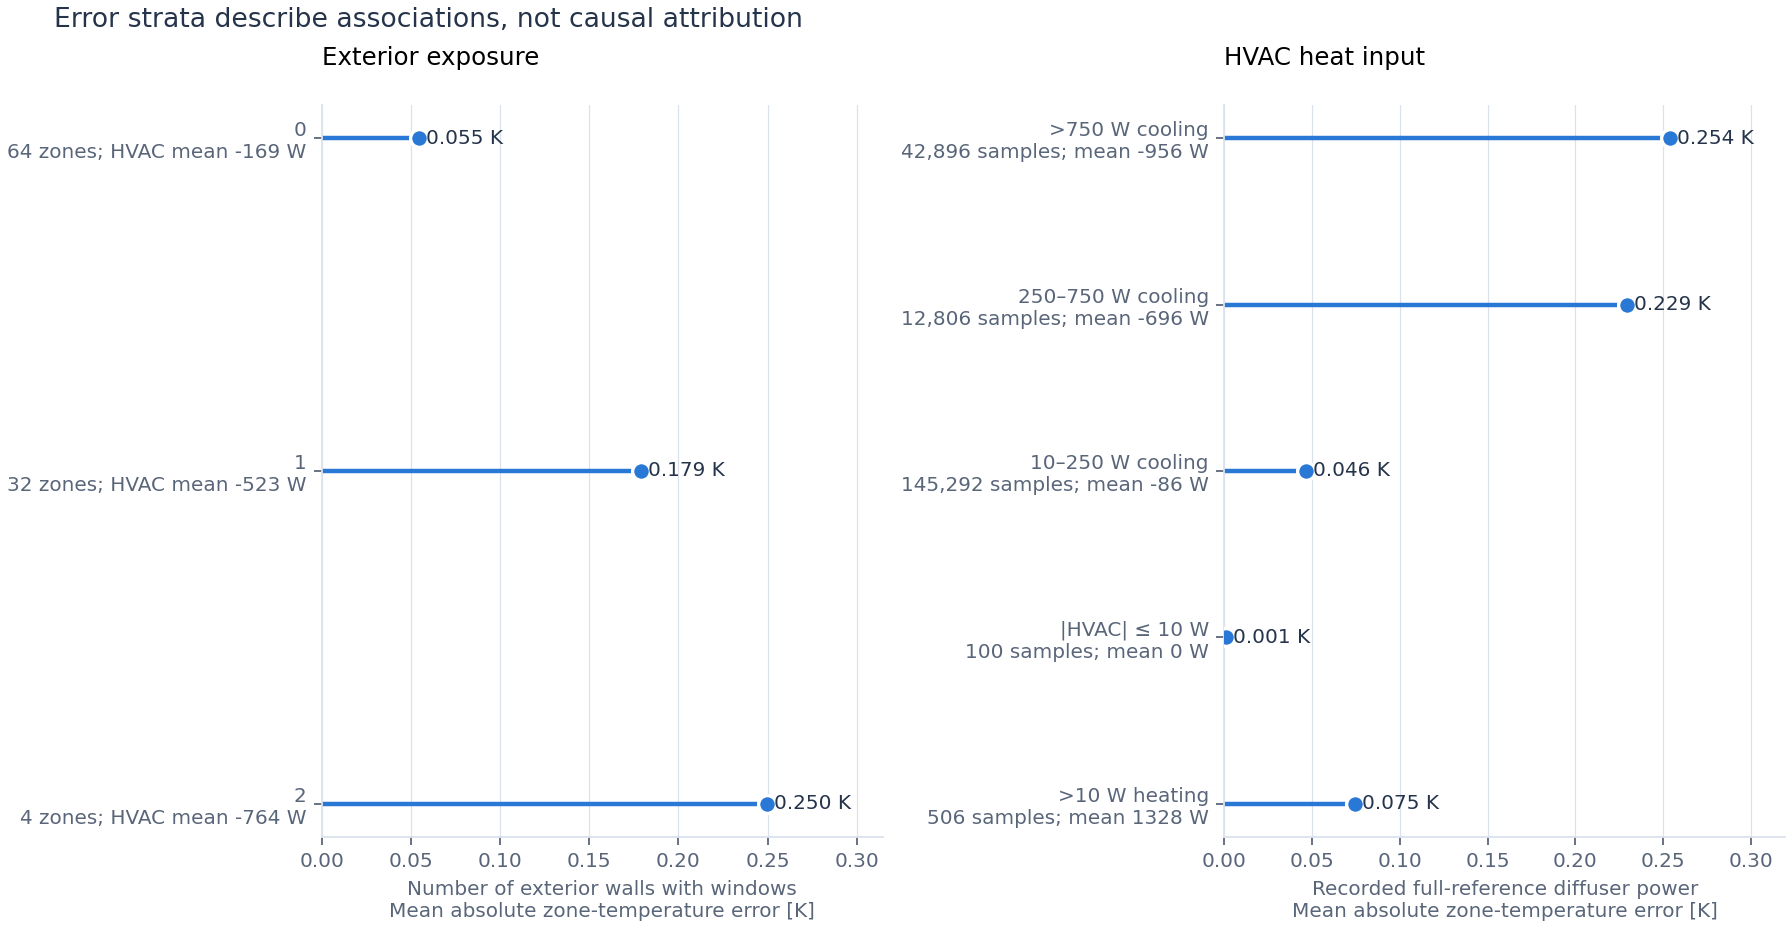 Error strata describe associations, not causal attribution
Exterior exposure
0
64 zones; HVAC mean -169 W
0.055 K
1
32 zones; HVAC mean -523 W
0.179 K
2
4 zones; HVAC mean -764 W
0.250 K
0.00 0.05 0.10 0.15 0.20 0.25 0.30
Number of exterior walls with windows
Mean absolute zone-temperature error [K]
HVAC heat input
>750 W cooling
42,896 samples; mean -956 W
0.254 K
250–750 W cooling
12,806 samples; mean -696 W
0.229 K
10–250 W cooling
145,292 samples; mean -86 W
0.046 K
|HVAC| ≤ 10 W
100 samples; mean 0 W
0.001 K
>10 W heating
506 samples; mean 1328 W
0.075 K
0.00 0.05 0.10 0.15 0.20 0.25 0.30
Recorded full-reference diffuser power
Mean absolute zone-temperature error [K]